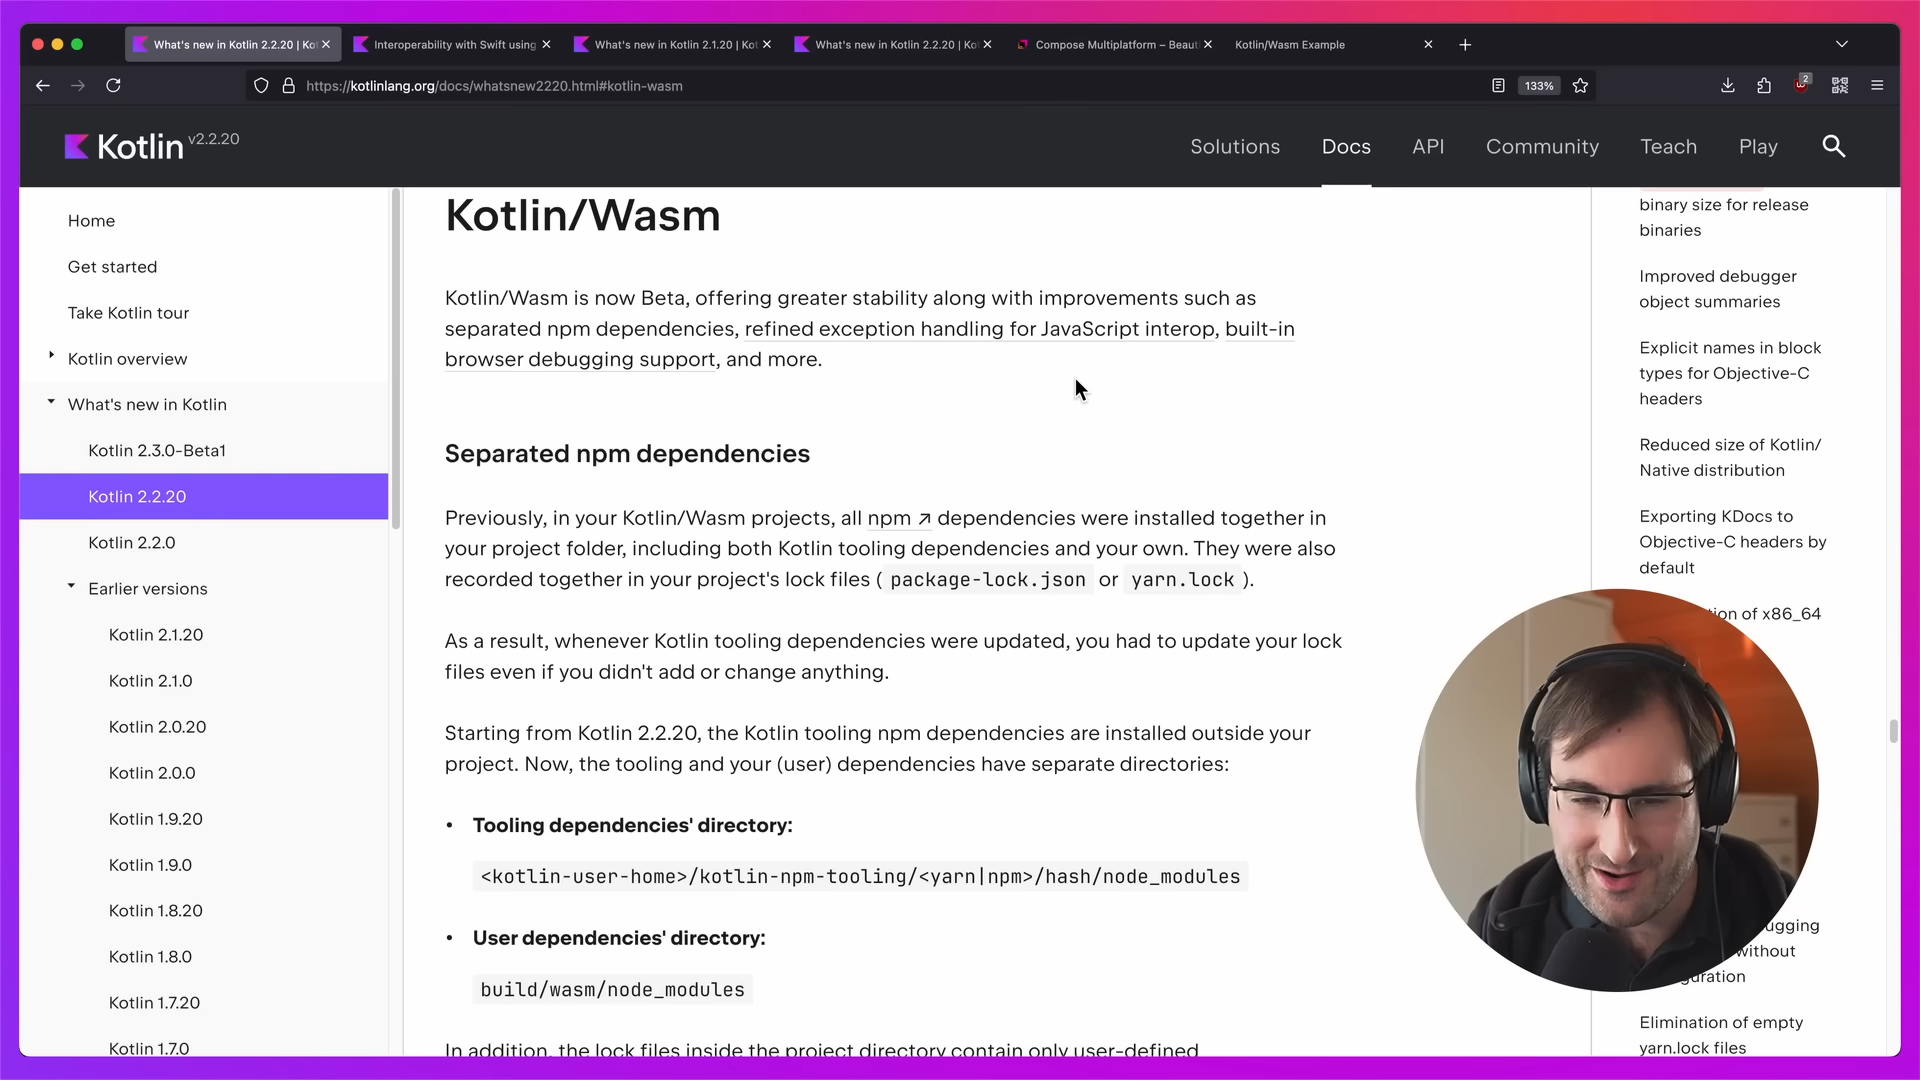 What's new in Kotlin 2.2.20 | Ko
Interoperability with Swift using
What's new in Kotlin 2.1.20 | Kot
What's new in Kotlin 2.2.20 | Ko
Compose Multiplatform – Beaut
Kotlin/Wasm Example
https://kotlinlang.org/docs/whatsnew2220.html#kotlin-wasm
133%
2
Kotlin v2.2.20
Solutions
Docs
API
Community
Teach
Play
Home
Get started
Take Kotlin tour
Kotlin overview
What's new in Kotlin
Kotlin 2.3.0-Beta1
Kotlin 2.2.20
Kotlin 2.2.0
Earlier versions
Kotlin 2.1.20
Kotlin 2.1.0
Kotlin 2.0.20
Kotlin 2.0.0
Kotlin 1.9.20
Kotlin 1.9.0
Kotlin 1.8.20
Kotlin 1.8.0
Kotlin 1.7.20
Kotlin 1.7.0
Kotlin/Wasm
Kotlin/Wasm is now Beta, offering greater stability along with improvements such as
separated npm dependencies, refined exception handling for JavaScript interop, built-in
browser debugging support, and more.
Separated npm dependencies
Previously, in your Kotlin/Wasm projects, all npm ↗ dependencies were installed together in
your project folder, including both Kotlin tooling dependencies and your own. They were also
recorded together in your project's lock files ( package-lock.json or yarn.lock ).
As a result, whenever Kotlin tooling dependencies were updated, you had to update your lock
files even if you didn't add or change anything.
Starting from Kotlin 2.2.20, the Kotlin tooling npm dependencies are installed outside your
project. Now, the tooling and your (user) dependencies have separate directories:
• Tooling dependencies' directory:
<kotlin-user-home>/kotlin-npm-tooling/<yarn|npm>/hash/node_modules
• User dependencies' directory:
build/wasm/node_modules
In addition, the lock files inside the project directory contain only user-defined
binary size for release
binaries
Improved debugger
object summaries
Explicit names in block
types for Objective-C
headers
Reduced size of Kotlin/
Native distribution
Exporting KDocs to
Objective-C headers by
default
tion of x86_64
ugging
without
guration
Elimination of empty
yarn.lock files